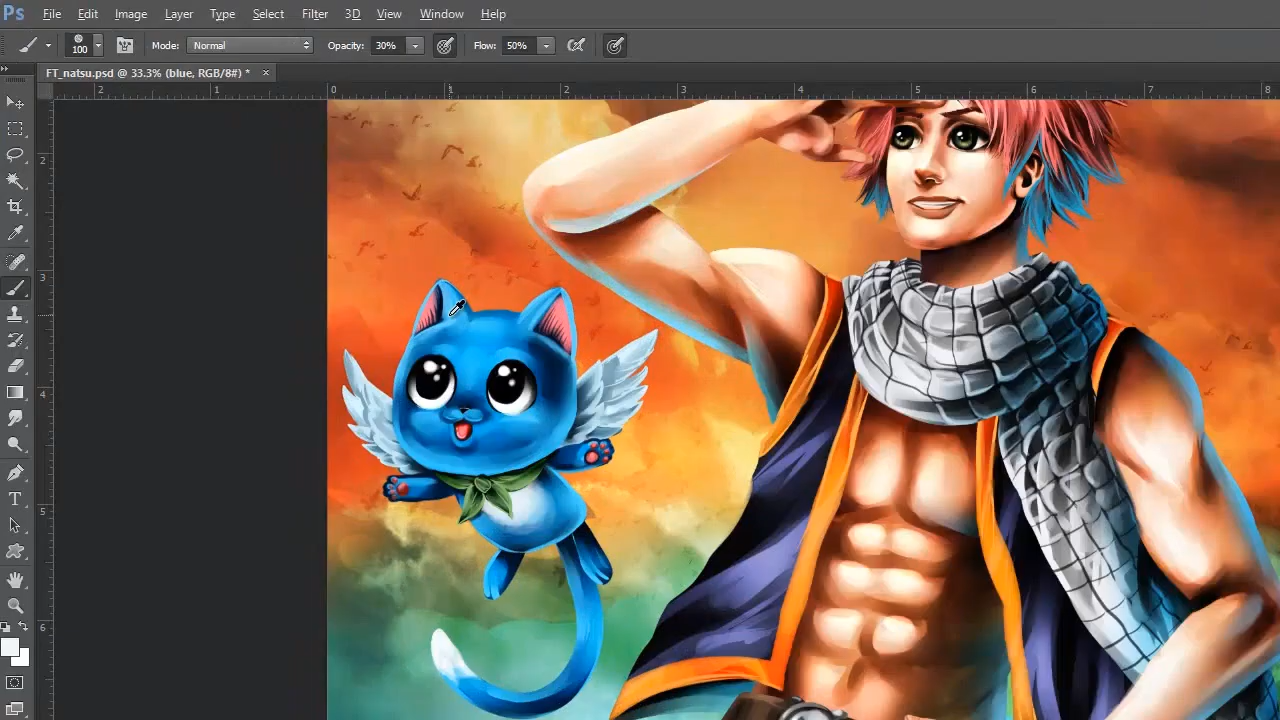 Ps File Edit Image Layer Type Select Filter 3D View Window Help
100 Mode: Normal Opacity: 30% Flow: 50%
FT_natsu.psd @ 33.3% (blue, RGB/8#) * ×
2 1 0 1 2 3 4 5 6 7 8
2
3
4
5
6
T